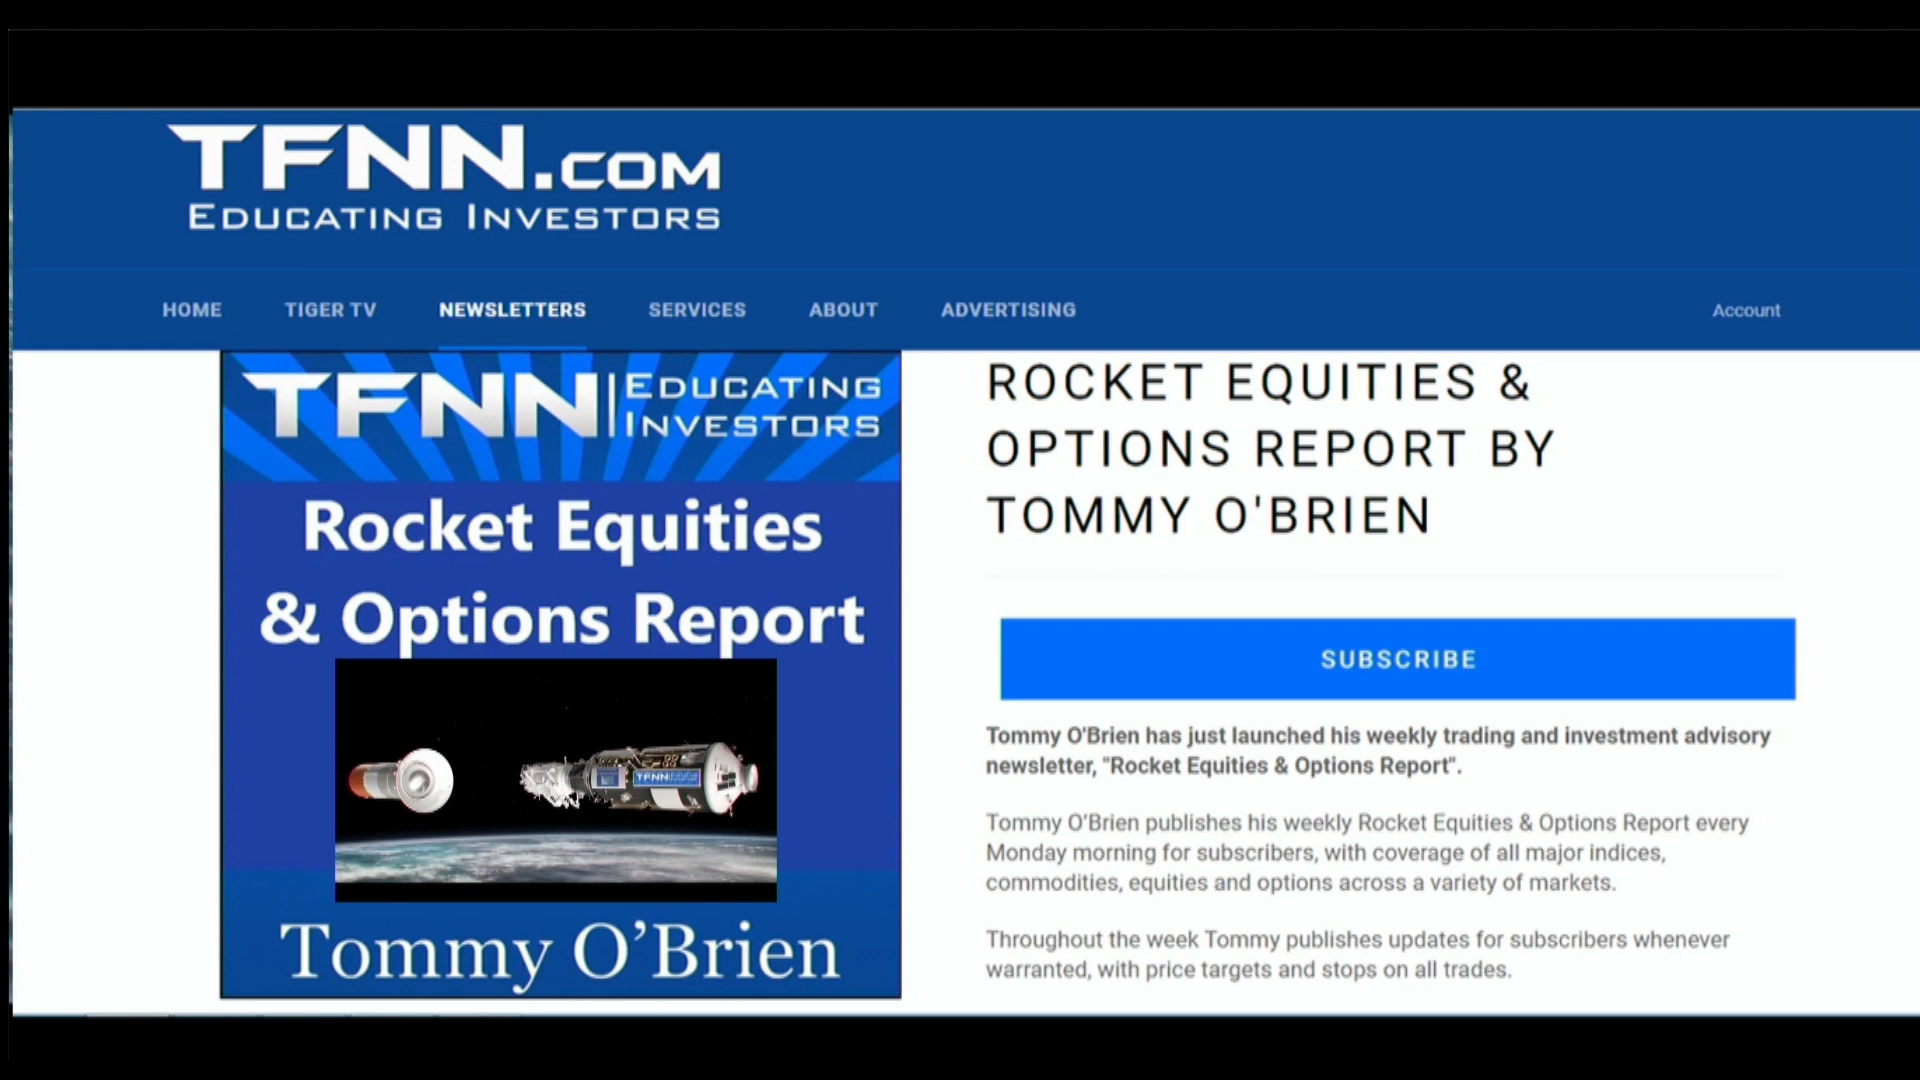 TFNN.COM
EDUCATING INVESTORS
HOME TIGER TV NEWSLETTERS SERVICES ABOUT ADVERTISING Account
TFNN EDUCATING
INVESTORS
Rocket Equities
& Options Report
TFNN
Tommy O’Brien
ROCKET EQUITIES &
OPTIONS REPORT BY
TOMMY O'BRIEN
SUBSCRIBE
Tommy O'Brien has just launched his weekly trading and investment advisory
newsletter, "Rocket Equities & Options Report".
Tommy O’Brien publishes his weekly Rocket Equities & Options Report every
Monday morning for subscribers, with coverage of all major indices,
commodities, equities and options across a variety of markets.
Throughout the week Tommy publishes updates for subscribers whenever
warranted, with price targets and stops on all trades.